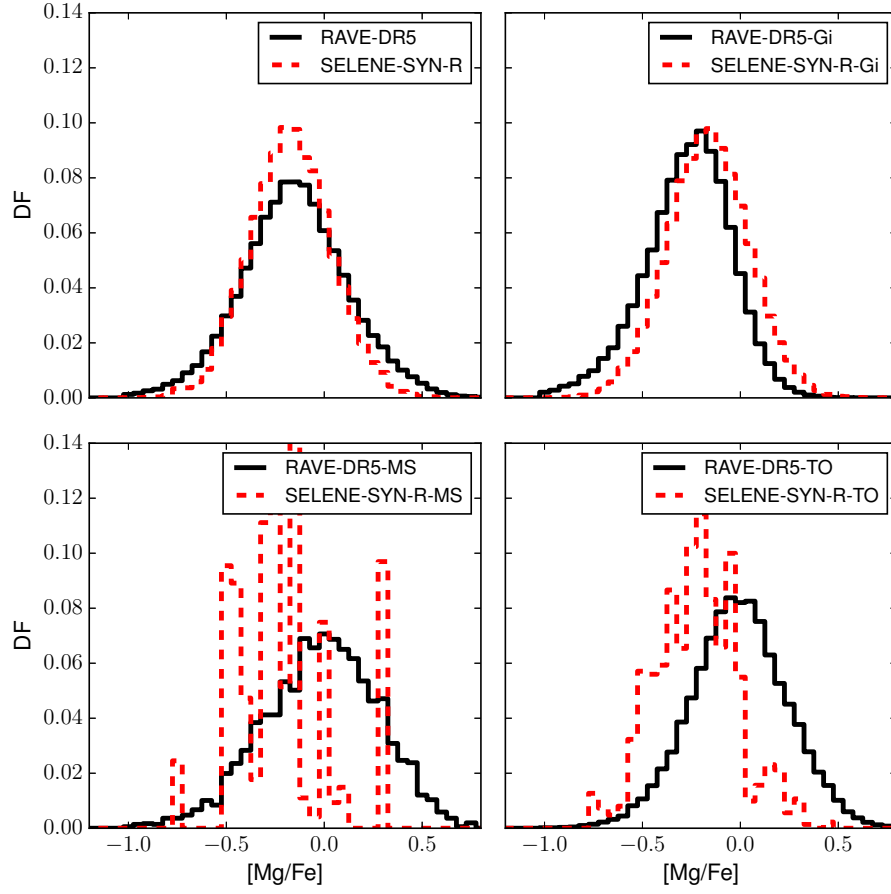 0.14
0.12
0.10
0.08
0.06
0.04
0.02
0.00
DF
RAVE-DR5
SELENE-SYN-R
RAVE-DR5-Gi
SELENE-SYN-R-Gi
0.14
0.12
0.10
0.08
0.06
0.04
0.02
0.00
DF
RAVE-DR5-MS
SELENE-SYN-R-MS
RAVE-DR5-TO
SELENE-SYN-R-TO
−1.0 −0.5 0.0 0.5
−1.0 −0.5 0.0 0.5
[Mg/Fe]
[Mg/Fe]